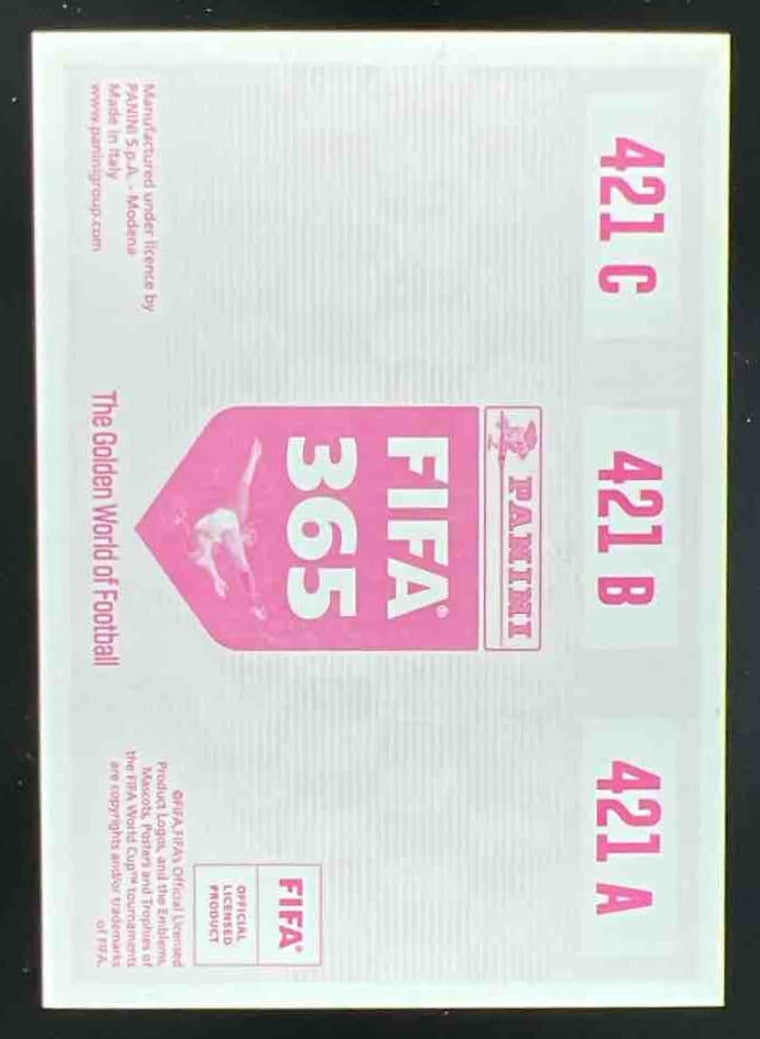 421 C
421 B
421 A
PANINI
FIFA®
365
Manufactured under licence by
PANINI S.p.A. - Modena
Made in Italy
www.paninigroup.com
The Golden World of Football
FIFA®
OFFICIAL
LICENSED
PRODUCT
©FIFA, FIFA's Official Licensed
Product Logos, and the Emblems,
Mascots, Posters and Trophies of
the FIFA World Cup™ tournaments
are copyrights and/or trademarks
of FIFA.